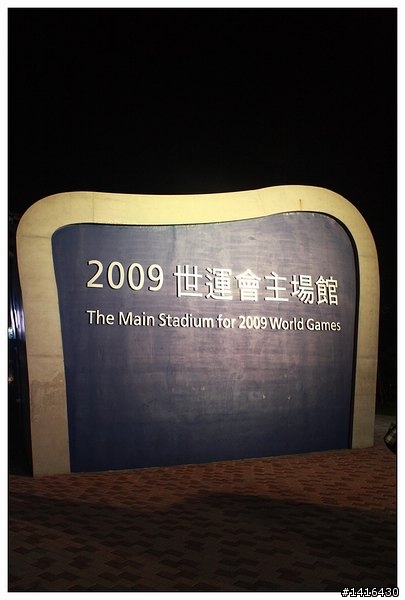 2009 世運會主場館
The Main Stadium for 2009 World Games
#1416430